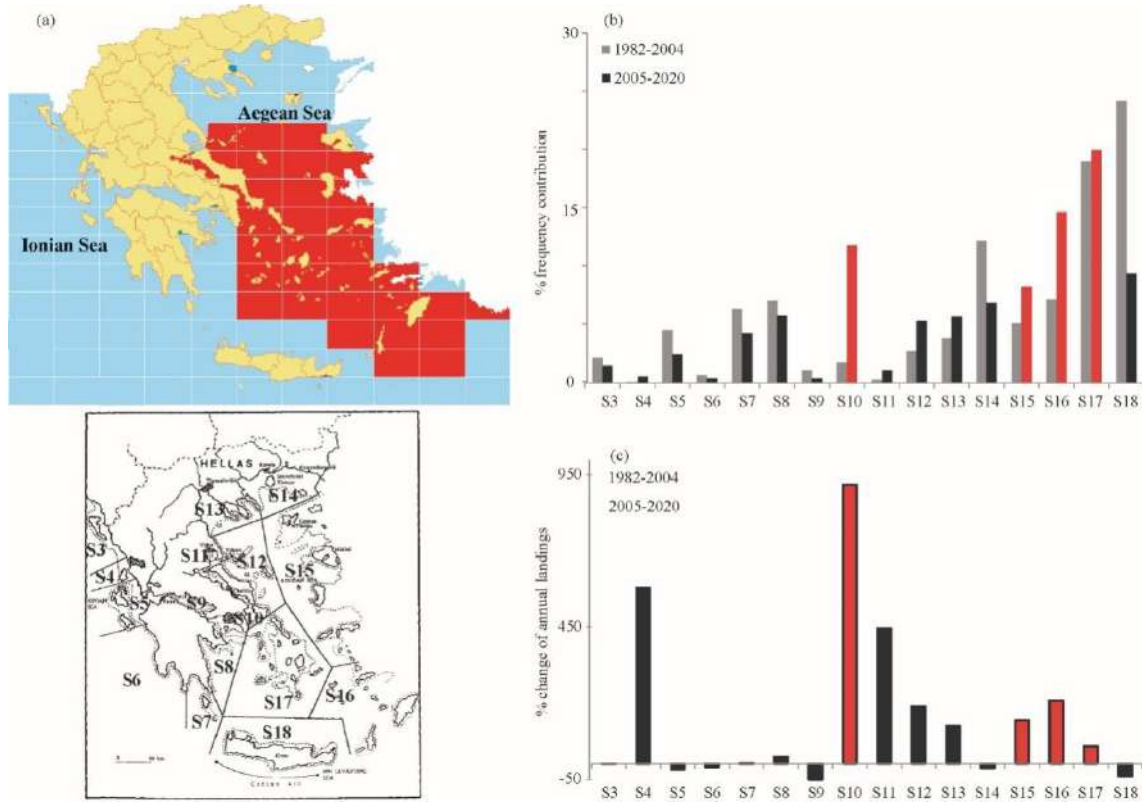 (a)
Aegean Sea
Ionian Sea
HELLAS
S14
S13
S3
S11
S12
S4
S15
S5
S9
S10
S8
S6
S17
S16
S7
S18
(b)
30
1982-2004
2005-2020
% frequency contribution
15
0
S3 S4 S5 S6 S7 S8 S9 S10 S11 S12 S13 S14 S15 S16 S17 S18
(c)
950
1982-2004
2005-2020
% change of annual landings
450
-50
S3 S4 S5 S6 S7 S8 S9 S10 S11 S12 S13 S14 S15 S16 S17 S18